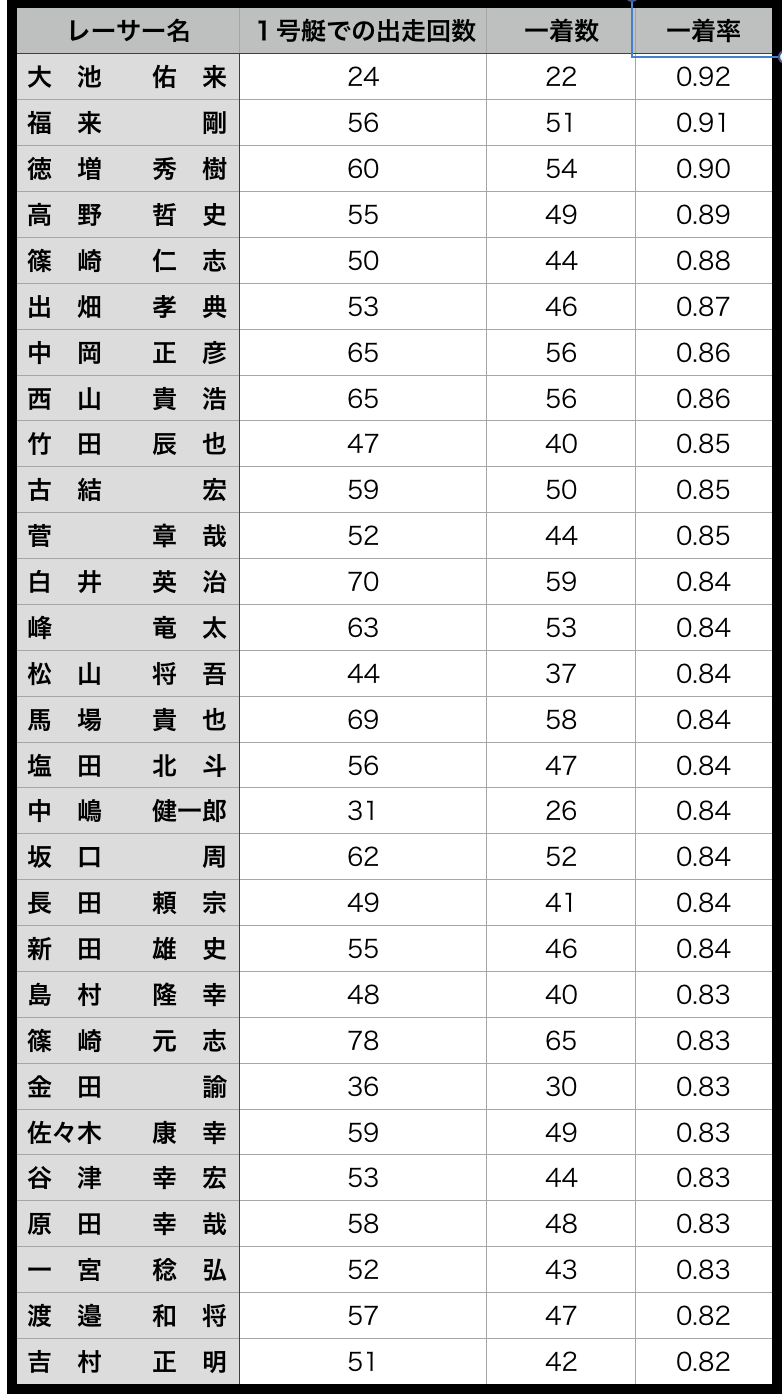 レーサー名 1号艇での出走回数 一着数 一着率
大池 佑来 24 22 0.92
福来 剛 56 51 0.91
徳増 秀樹 60 54 0.90
高野 哲史 55 49 0.89
篠崎 仁志 50 44 0.88
出畑 孝典 53 46 0.87
中岡 正彦 65 56 0.86
西山 貴浩 65 56 0.86
竹田 辰也 47 40 0.85
古結 宏 59 50 0.85
菅 章哉 52 44 0.85
白井 英治 70 59 0.84
峰 竜太 63 53 0.84
松山 将吾 44 37 0.84
馬場 貴也 69 58 0.84
塩田 北斗 56 47 0.84
中嶋 健一郎 31 26 0.84
坂口 周 62 52 0.84
長田 頼宗 49 41 0.84
新田 雄史 55 46 0.84
島村 隆幸 48 40 0.83
篠崎 元志 78 65 0.83
金田 諭 36 30 0.83
佐々木 康幸 59 49 0.83
谷津 幸宏 53 44 0.83
原田 幸哉 58 48 0.83
一宮 稔弘 52 43 0.83
渡邉 和将 57 47 0.82
吉村 正明 51 42 0.82